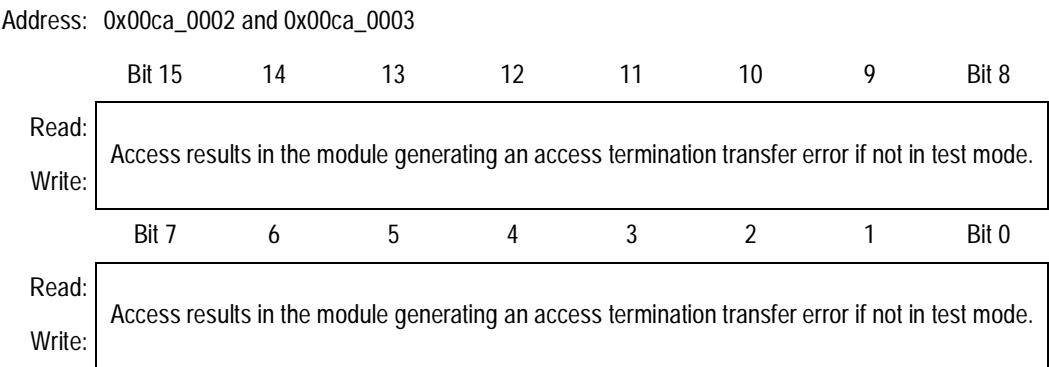 Address: 0x00ca_0002 and 0x00ca_0003
Bit 15 14 13 12 11 10 9 Bit 8
Read:
Access results in the module generating an access termination transfer error if not in test mode.
Write:
Bit 7 6 5 4 3 2 1 Bit 0
Read:
Access results in the module generating an access termination transfer error if not in test mode.
Write: